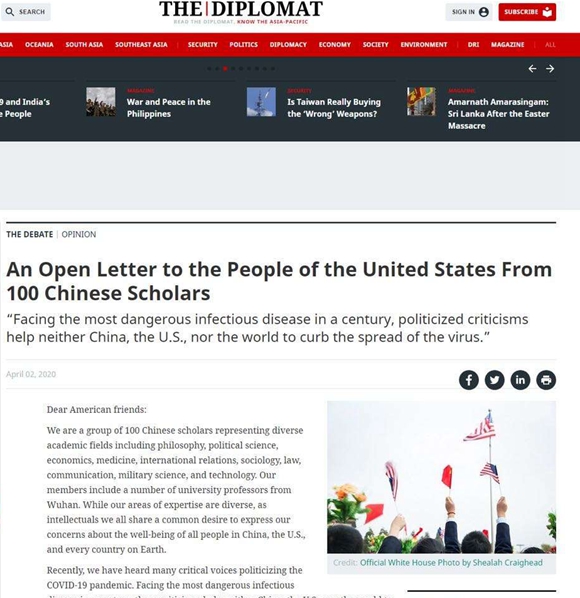 SEARCH
THE|DIPLOMAT
READ THE DIPLOMAT, KNOW THE ASIA-PACIFIC
SIGN IN
SUBSCRIBE
ASIA OCEANIA SOUTH ASIA SOUTHEAST ASIA | SECURITY POLITICS DIPLOMACY ECONOMY SOCIETY ENVIRONMENT | DRI MAGAZINE | ALL
9 and India's
People
MAGAZINE
War and Peace in the
Philippines
SECURITY
Is Taiwan Really Buying
the 'Wrong' Weapons?
MAGAZINE
Amarnath Amarasingam:
Sri Lanka After the Easter
Massacre
THE DEBATE | OPINION
An Open Letter to the People of the United States From
100 Chinese Scholars
“Facing the most dangerous infectious disease in a century, politicized criticisms
help neither China, the U.S., nor the world to curb the spread of the virus.”
April 02, 2020
Dear American friends:
We are a group of 100 Chinese scholars representing diverse
academic fields including philosophy, political science,
economics, medicine, international relations, sociology, law,
communication, military science, and technology. Our
members include a number of university professors from
Wuhan. While our areas of expertise are diverse, as
intellectuals we all share a common desire to express our
concerns about the well-being of all people in China, the U.S.,
and every country on Earth.
Credit: Official White House Photo by Shealah Craighead
Recently, we have heard many critical voices politicizing the
COVID-19 pandemic. Facing the most dangerous infectious